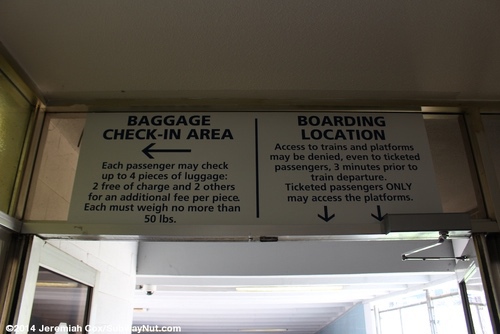 BAGGAGE
CHECK-IN AREA
Each passenger may check
up to 4 pieces of luggage:
2 free of charge and 2 others
for an additional fee per piece.
Each must weigh no more than
50 lbs.
BOARDING
LOCATION
Access to trains and platforms
may be denied, even to ticketed
passengers, 3 minutes prior to
train departure.
Ticketed passengers ONLY
may access the platforms.
©2014 Jeremiah Cox/SubwayNut.com